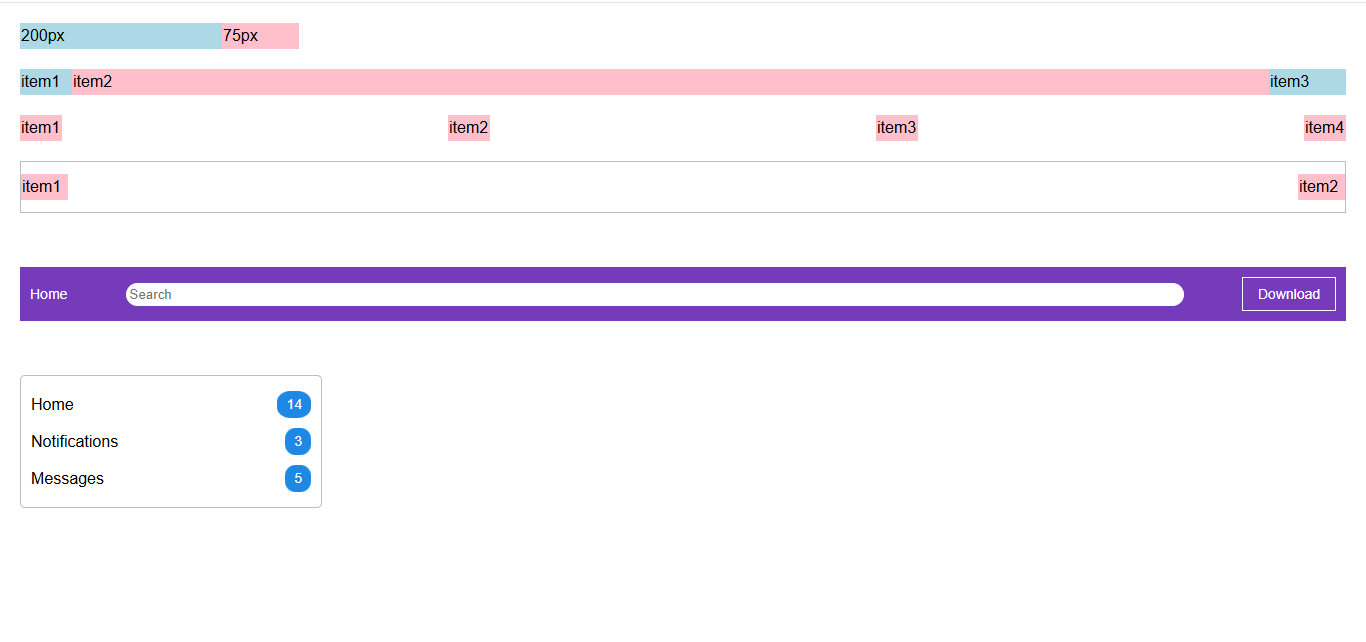 200px 75px
item1 item2 item3
item1 item2 item3 item4
item1 item2
Home Search Download
Home 14
Notifications 3
Messages 5